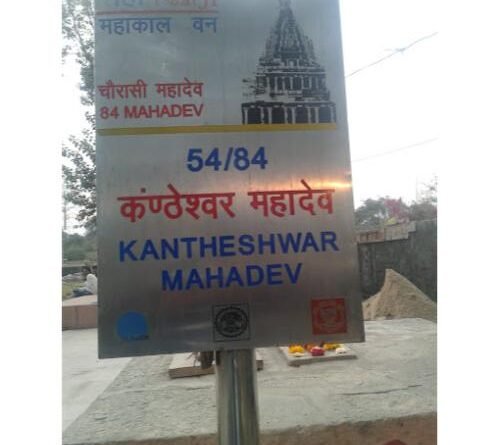 महाकाल वन
चौरासी महादेव
84 MAHADEV
54/84
कंण्ठेश्वर महादेव
KANTHESHWAR
MAHADEV